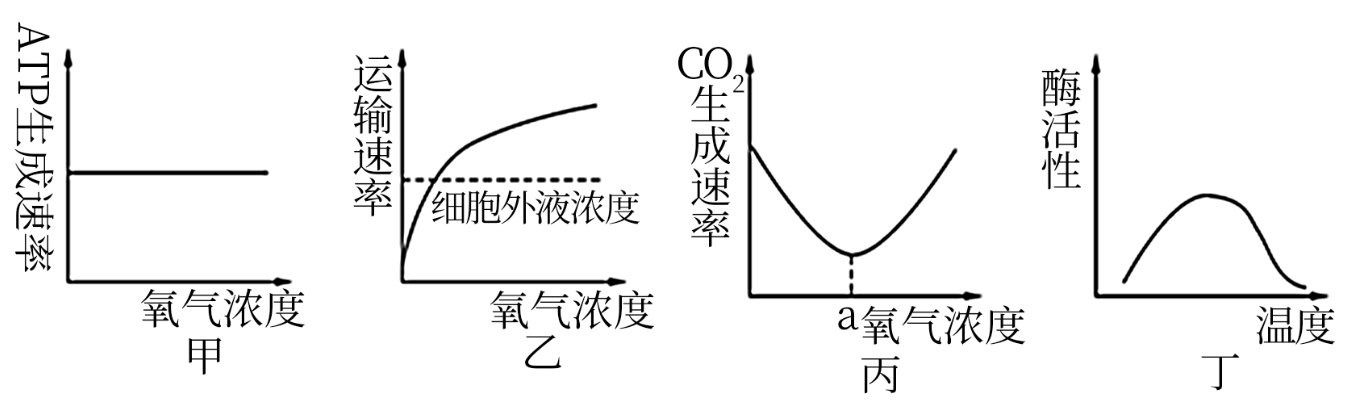 ATP生成速率
氧气浓度
甲
运输速率
细胞外液浓度
氧气浓度
乙
CO₂生成速率
a氧气浓度
丙
酶活性
温度
丁